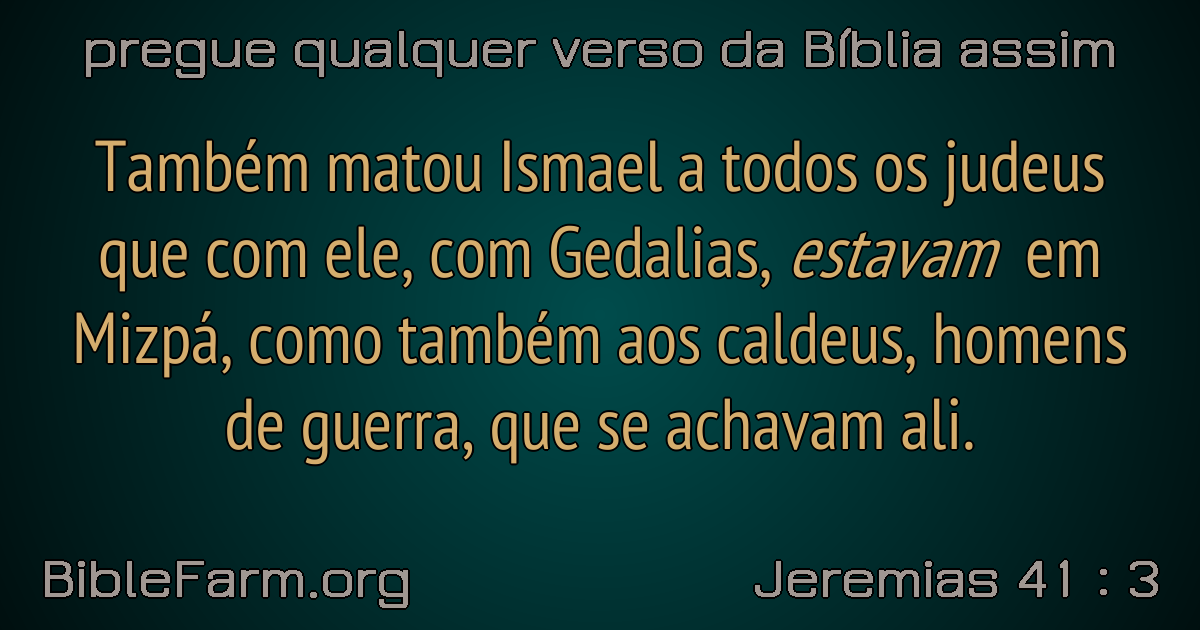 pregue qualquer verso da Bíblia assim
Também matou Ismael a todos os judeus
que com ele, com Gedalias, estavam em
Mizpá, como também aos caldeus, homens
de guerra, que se achavam ali.
BibleFarm.org
Jeremias 41 : 3